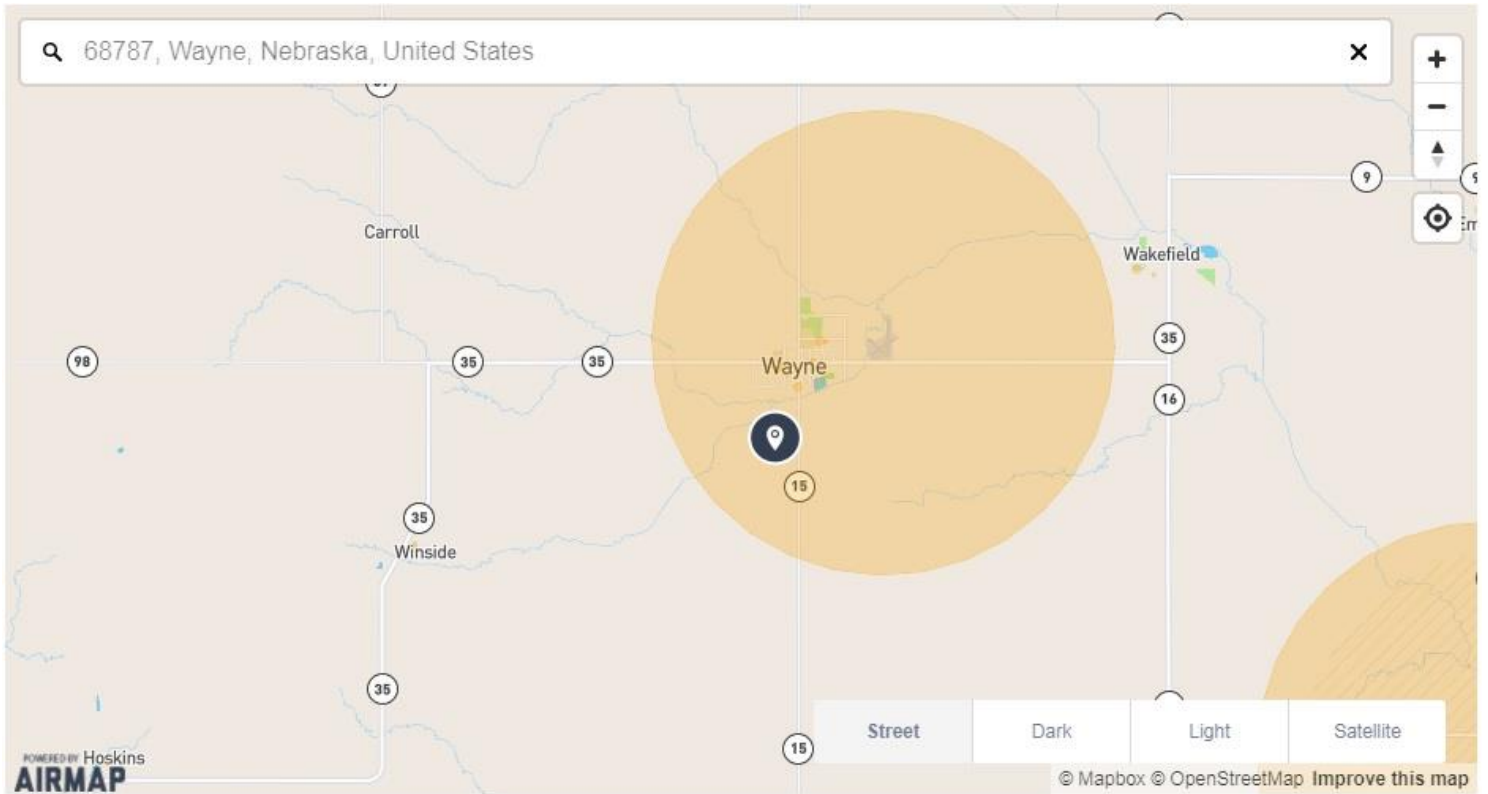 68787, Wayne, Nebraska, United States
9
Carroll
Wakefield
98
35
35
35
Wayne
16
15
35
Winside
35
15
Street
Dark
Light
Satellite
POWERED BY
AIRMAP
Hoskins
© Mapbox © OpenStreetMap Improve this map